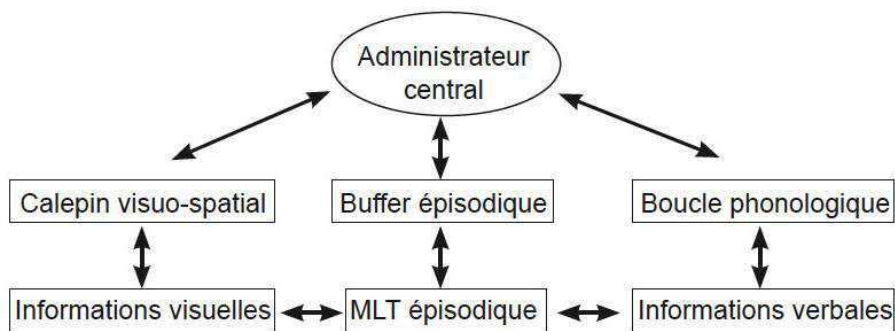 Administrateur
central
Calepin visuo-spatial
Buffer épisodique
Boucle phonologique
Informations visuelles
MLT épisodique
Informations verbales